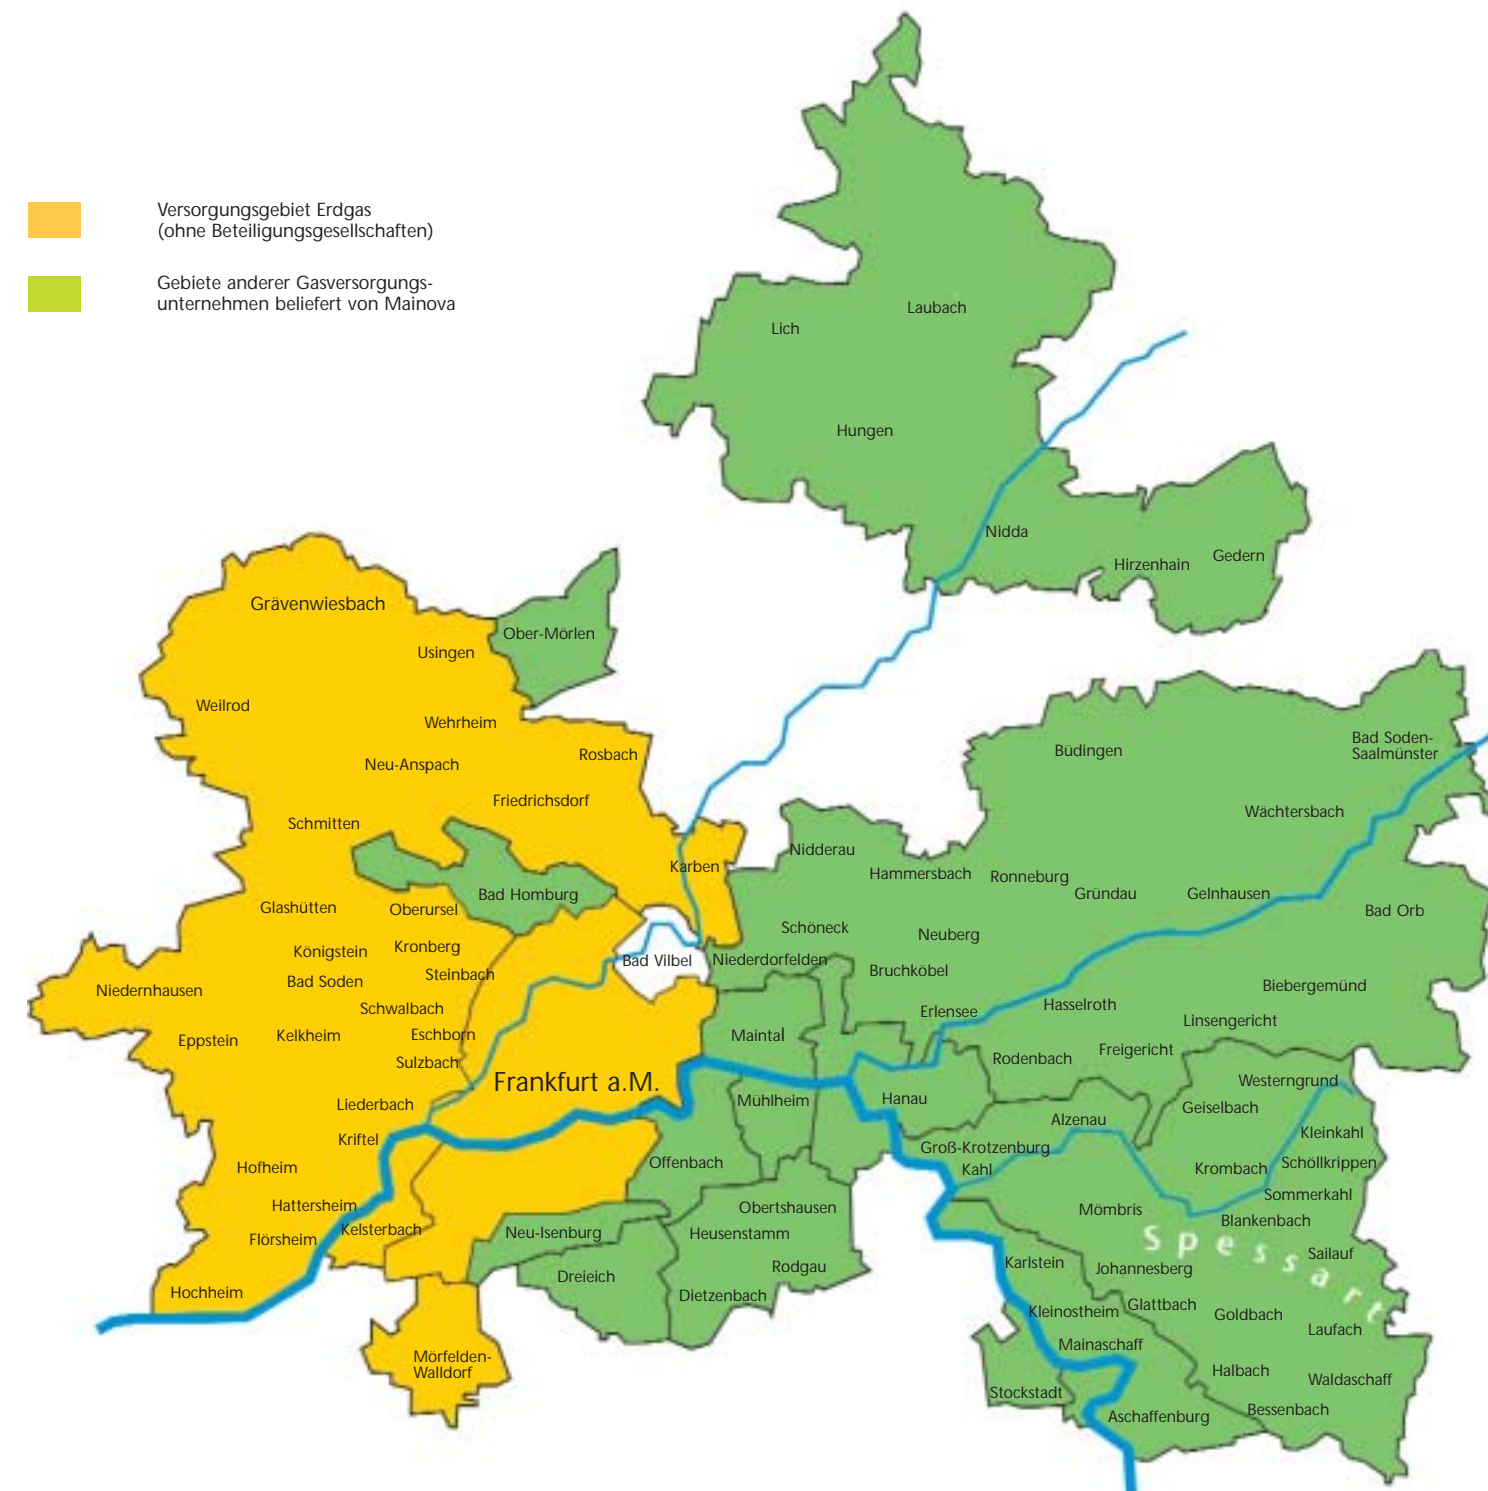 Versorgungsgebiet Erdgas
(ohne Beteiligungsgesellschaften)
Gebiete anderer Gasversorgungs-
unternehmen beliefert von Mainova
Laubach
Lich
Hungen
Nidda
Hirzenhain
Gedern
Grävenwiesbach
Ober-Mörlen
Usingen
Weilrod
Wehrheim
Rosbach
Neu-Anspach
Friedrichsdorf
Schmitten
Karben
Bad Homburg
Glashütten
Oberursel
Königstein
Kronberg
Bad Soden
Steinbach
Niedernhausen
Schwalbach
Eppstein
Kelkheim
Eschborn
Sulzbach
Bad Vilbel
Frankfurt a.M.
Liederbach
Kriftel
Hofheim
Hattersheim
Flörsheim
Kelsterbach
Hochheim
Mörfelden-
Walldorf
Büdingen
Bad Soden-
Saalmünster
Wächtersbach
Nidderau
Hammersbach
Ronneburg
Gründau
Gelnhausen
Bad Orb
Schöneck
Neuberg
Niederdorfelden
Bruchköbel
Biebergemünd
Erlensee
Hasselroth
Linsengericht
Maintal
Rodenbach
Freigericht
Mühlheim
Hanau
Westerngrund
Geiselbach
Alzenau
Kleinkahl
Groß-Krotzenburg
Kahl
Krombach
Schöllkrippen
Sommerkahl
Offenbach
Obertshausen
Mömbris
Blankenbach
Neu-Isenburg
Heusenstamm
Spessart
Sailauf
Dreieich
Rodgau
Karlstein
Johannesberg
Dietzenbach
Kleinostheim
Glattbach
Goldbach
Laufach
Mainaschaff
Halbach
Waldaschaff
Stockstadt
Aschaffenburg
Bessenbach